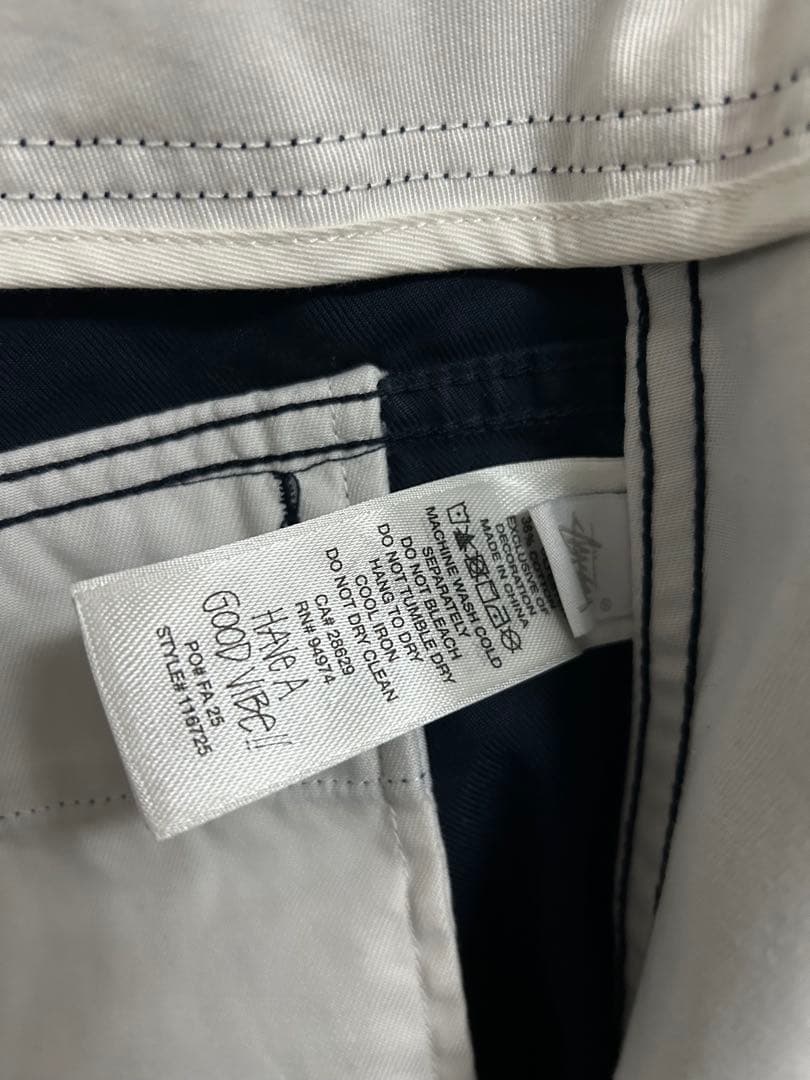 Stüssy
®
EXCLUSIVE OF
DECORATION
MADE IN CHINA
MACHINE WASH COLD
SEPARATELY
DO NOT BLEACH
DO NOT TUMBLE DRY
HANG TO DRY
COOL IRON
DO NOT DRY CLEAN
CA# 28629
RN# 94974
HAVE A
GOOD VIBE!!
PO# FA 25
STYLE# 116725